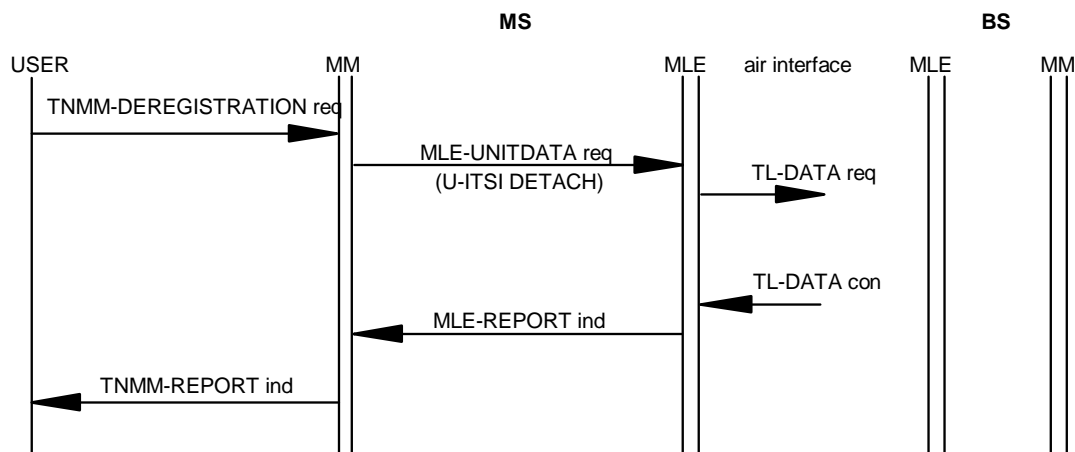 MS BS
USER MM MLE air interface MLE MM
TNMM-DEREGISTRATION req
MLE-UNITDATA req
(U-ITSI DETACH)
TL-DATA req
TL-DATA con
MLE-REPORT ind
TNMM-REPORT ind